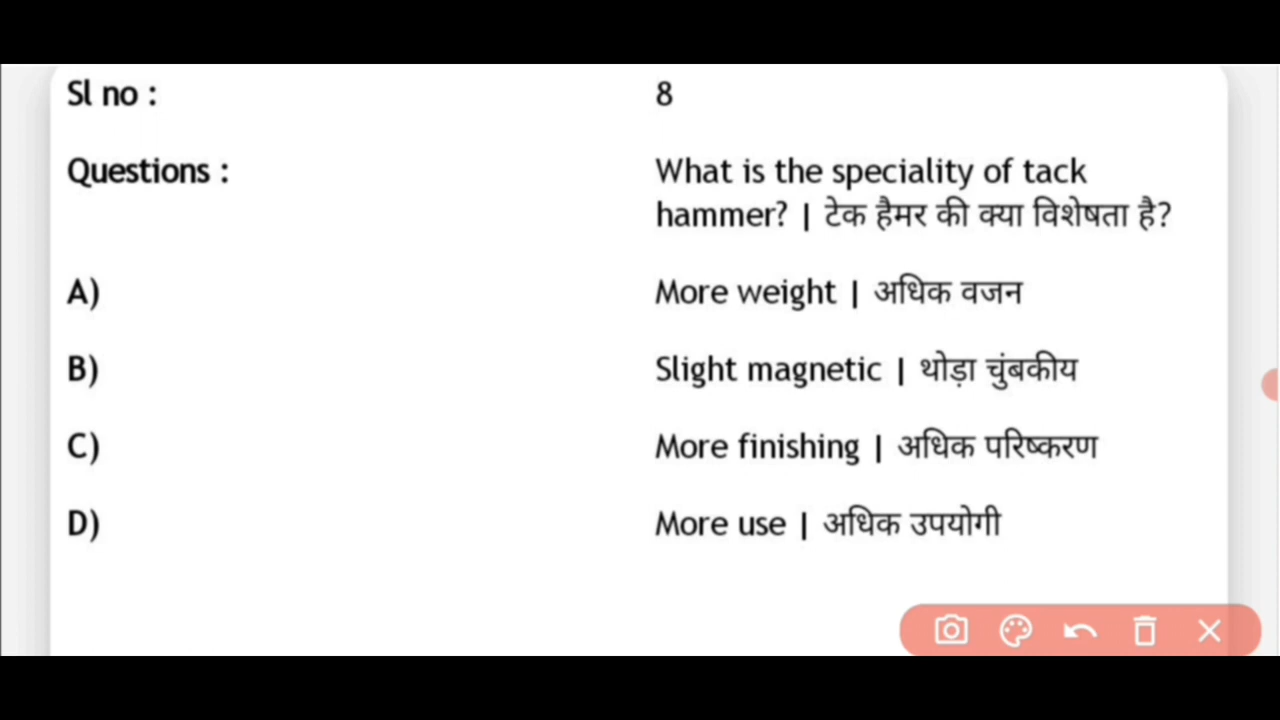 Sl no : 8
Questions : What is the speciality of tack
hammer? | टेक हैमर की क्या विशेषता है?
A) More weight | अधिक वजन
B) Slight magnetic | थोड़ा चुंबकीय
C) More finishing | अधिक परिष्करण
D) More use | अधिक उपयोगी